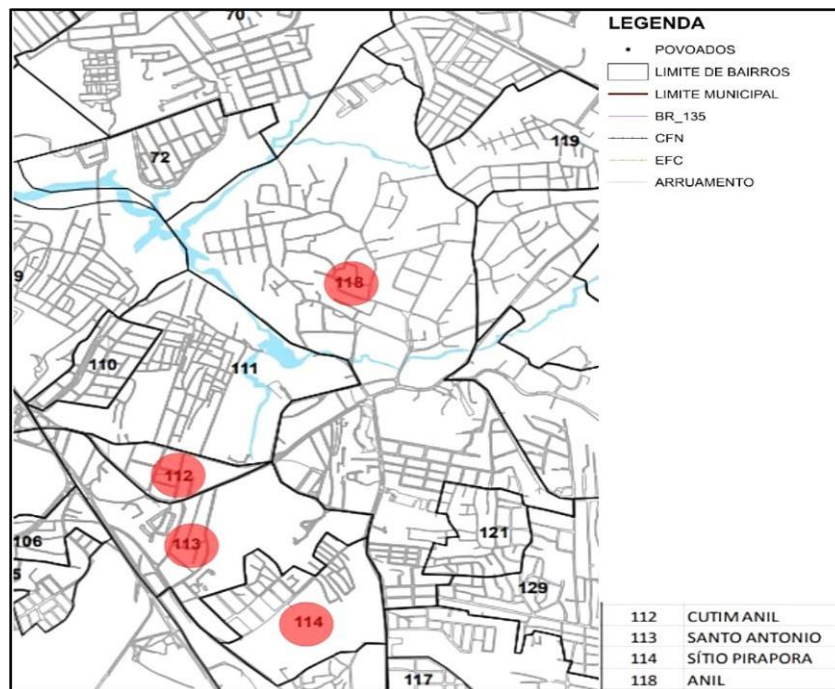 70
LEGENDA
POVOADOS
LIMITE DE BAIRROS
LIMITE MUNICIPAL
BR_135
CFN
EFC
ARRUAMENTO
119
72
118
9
110
111
112
113
106
5
121
129
114
117
112 CUTIM ANIL
113 SANTO ANTONIO
114 SÍTIO PIRAPORA
118 ANIL